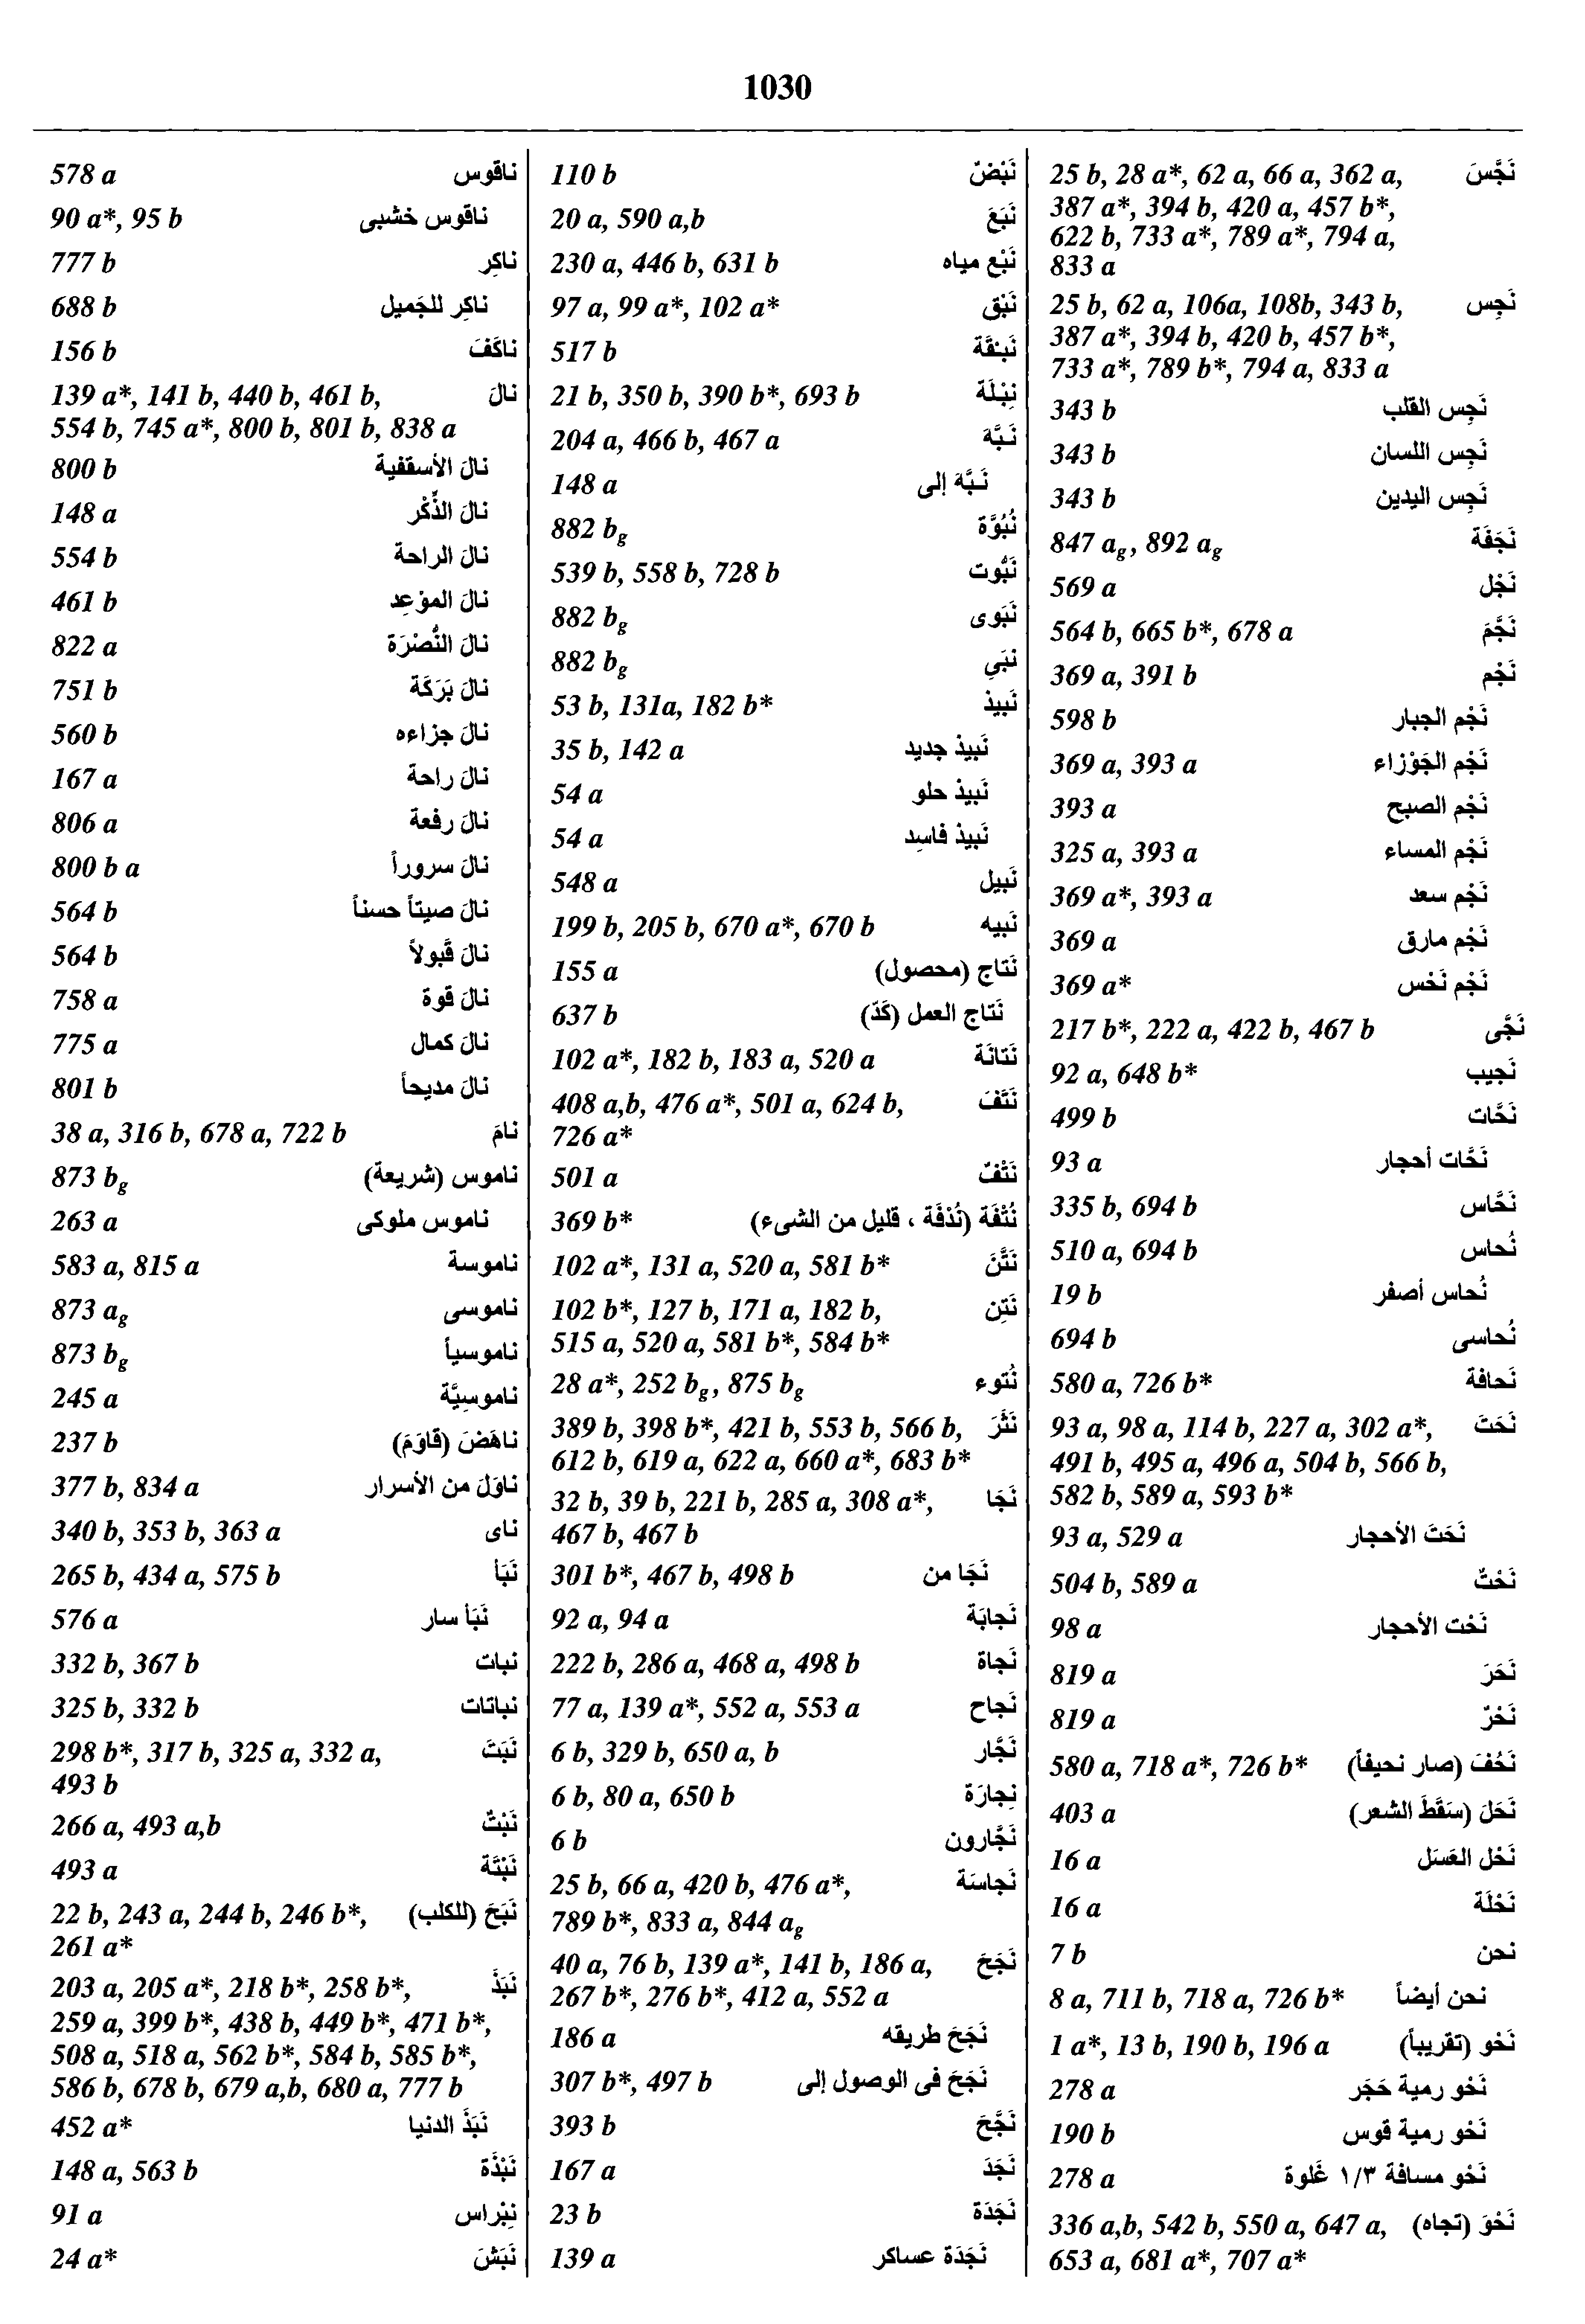 1030
578 a ناقوس
90 a*, 95 b ناقوس خشبى
777 b ناكِر
688 b ناكِر للجَميل
156 b ناكَفَ
139 a*, 141 b, 440 b, 461 b, نالَ
554 b, 745 a*, 800 b, 801 b, 838 a
800 b نالَ الأسقفية
148 a نالَ الذِّكْر
554 b نالَ الراحة
461 b نالَ الموْعِد
822 a نالَ النُّصْرَة
751 b نالَ بَرَكَة
560 b نالَ جزاءه
167 a نالَ راحة
806 a نالَ رفعة
800 b a نالَ سروراً
564 b نالَ صيتاً حسناً
564 b نالَ قَبولاً
758 a نالَ قوة
775 a نالَ كمال
801 b نالَ مديحاً
38 a, 316 b, 678 a, 722 b نامَ
873 bg ناموس (شريعة)
263 a ناموس ملوكى
583 a, 815 a ناموسة
873 ag ناموسى
873 bg ناموسياً
245 a ناموسِيَّة
237 b ناهَضَ (قاوَمَ)
377 b, 834 a ناوَلَ من الأسرار
340 b, 353 b, 363 a ناى
265 b, 434 a, 575 b نَبَأ
576 a نَبَأ سار
332 b, 367 b نبات
325 b, 332 b نباتات
298 b*, 317 b, 325 a, 332 a, نَبَتَ
493 b
266 a, 493 a,b نَبْتٌ
493 a نَبْتَة
22 b, 243 a, 244 b, 246 b*, نَبَحَ (للكلب)
261 a*
203 a, 205 a*, 218 b*, 258 b*, نَبَذَ
259 a, 399 b*, 438 b, 449 b*, 471 b*,
508 a, 518 a, 562 b*, 584 b, 585 b*,
586 b, 678 b, 679 a,b, 680 a, 777 b
452 a* نَبَذَ الدنيا
148 a, 563 b نَبْذَة
91 a نِبْراس
24 a* نَبَشَ
110 b نَبْضٌ
20 a, 590 a,b نَبَعَ
230 a, 446 b, 631 b نَبْع مياه
97 a, 99 a*, 102 a* نَبْق
517 b نَبْقَة
21 b, 350 b, 390 b*, 693 b نِبْلَة
204 a, 466 b, 467 a نَبَّهَ
148 a نَبَّهَ إلى
882 bg نُبُوَّة
539 b, 558 b, 728 b نَبُّوت
882 bg نَبَوى
882 bg نَبَي
53 b, 131a, 182 b* نَبيذ
35 b, 142 a نَبيذ جديد
54 a نَبيذ حلو
54 a نَبيذ فاسِد
548 a نَبيل
199 b, 205 b, 670 a*, 670 b نَبيه
155 a نَتاج (محصول)
637 b نَتاج العمل (كَدّ)
102 a*, 182 b, 183 a, 520 a نَتانَة
408 a,b, 476 a*, 501 a, 624 b, نَتَفَ
726 a*
501 a نَتْفٌ
369 b* نُتْفَة (نُدْفَة ، قليل من الشىء)
102 a*, 131 a, 520 a, 581 b* نَتَّنَ
102 b*, 127 b, 171 a, 182 b, نَتِن
515 a, 520 a, 581 b*, 584 b*
28 a*, 252 bg, 875 bg نُتوء
389 b, 398 b*, 421 b, 553 b, 566 b, نَثَرَ
612 b, 619 a, 622 a, 660 a*, 683 b*
32 b, 39 b, 221 b, 285 a, 308 a*, نَجَا
467 b, 467 b
301 b*, 467 b, 498 b نَجَا من
92 a, 94 a نَجابَة
222 b, 286 a, 468 a, 498 b نَجاة
77 a, 139 a*, 552 a, 553 a نَجاح
6 b, 329 b, 650 a, b نَجَّار
6 b, 80 a, 650 b نِجارَة
6 b نَجَّارون
25 b, 66 a, 420 b, 476 a*, نَجاسَة
789 b*, 833 a, 844 ag
40 a, 76 b, 139 a*, 141 b, 186 a, نَجَحَ
267 b*, 276 b*, 412 a, 552 a
186 a نَجَحَ طريقه
307 b*, 497 b نَجَحَ فى الوصول إلى
393 b نَجَّحَ
167 a نَجَدَ
23 b نَجَدَة
139 a نَجَدَة عساكر
25 b, 28 a*, 62 a, 66 a, 362 a, نَجَّسَ
387 a*, 394 b, 420 a, 457 b*,
622 b, 733 a*, 789 a*, 794 a,
833 a
25 b, 62 a, 106a, 108b, 343 b, نَجِس
387 a*, 394 b, 420 b, 457 b*,
733 a*, 789 b*, 794 a, 833 a
343 b نَجِس القلب
343 b نَجِس اللسان
343 b نَجِس اليدين
847 ag, 892 ag نَجَفَة
569 a نَجْل
564 b, 665 b*, 678 a نَجَّمَ
369 a, 391 b نَجْم
598 b نَجْم الجبار
369 a, 393 a نَجْم الجَوْزاء
393 a نَجْم الصبح
325 a, 393 a نَجْم المساء
369 a*, 393 a نَجْم سعد
369 a نَجْم مارق
369 a* نَجْم نَحْس
217 b*, 222 a, 422 b, 467 b نَجَّى
92 a, 648 b* نَجيب
499 b نَحَّات
93 a نَحَّات أحجار
335 b, 694 b نَحَّاس
510 a, 694 b نُحاس
19 b نُحاس أصفر
694 b نُحاسى
580 a, 726 b* نَحافة
93 a, 98 a, 114 b, 227 a, 302 a*, نَحَتَ
491 b, 495 a, 496 a, 504 b, 566 b,
582 b, 589 a, 593 b*
93 a, 529 a نَحَتَ الأحجار
504 b, 589 a نَحْتٌ
98 a نَحْت الأحجار
819 a نَحَرَ
819 a نَحْرٌ
580 a, 718 a*, 726 b* نَحُفَ (صار نحيفاً)
403 a نَحَلَ (سَقَطَ الشعر)
16 a نَحْل العَسَل
16 a نَحْلَة
7 b نحن
8 a, 711 b, 718 a, 726 b* نحن أيضاً
1 a*, 13 b, 190 b, 196 a نَحْو (تقريباً)
278 a نَحْو رمية حَجَر
190 b نَحْو رمية قوس
278 a نَحْو مسافة ١/٣ غَلوة
336 a,b, 542 b, 550 a, 647 a, نَحْوَ (تجاه)
653 a, 681 a*, 707 a*